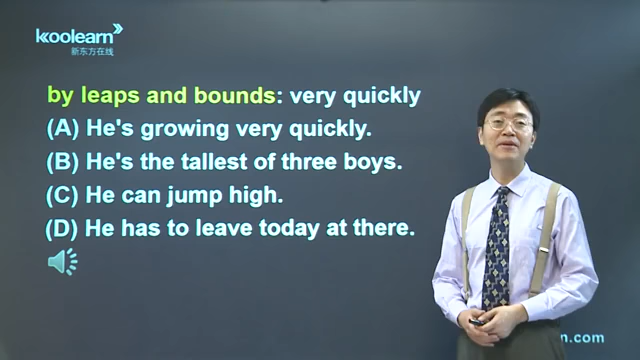 koolearn
新东方在线
by leaps and bounds: very quickly
(A) He's growing very quickly.
(B) He's the tallest of three boys.
(C) He can jump high.
(D) He has to leave today at there.
n.com